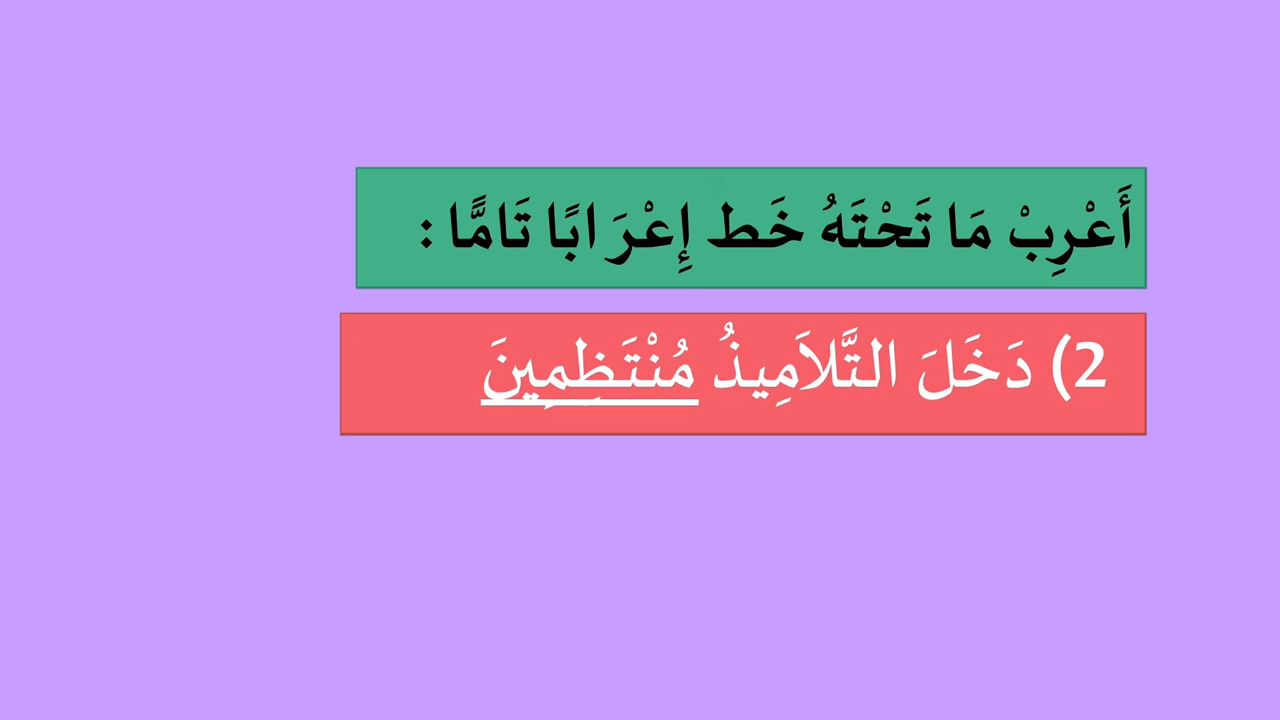 أَعْرِبْ مَا تَحْتَهُ خَط إِعْرَابًا تَامًّا :
2) دَخَلَ التَّلاَمِيذُ مُنْتَظِمِينَ